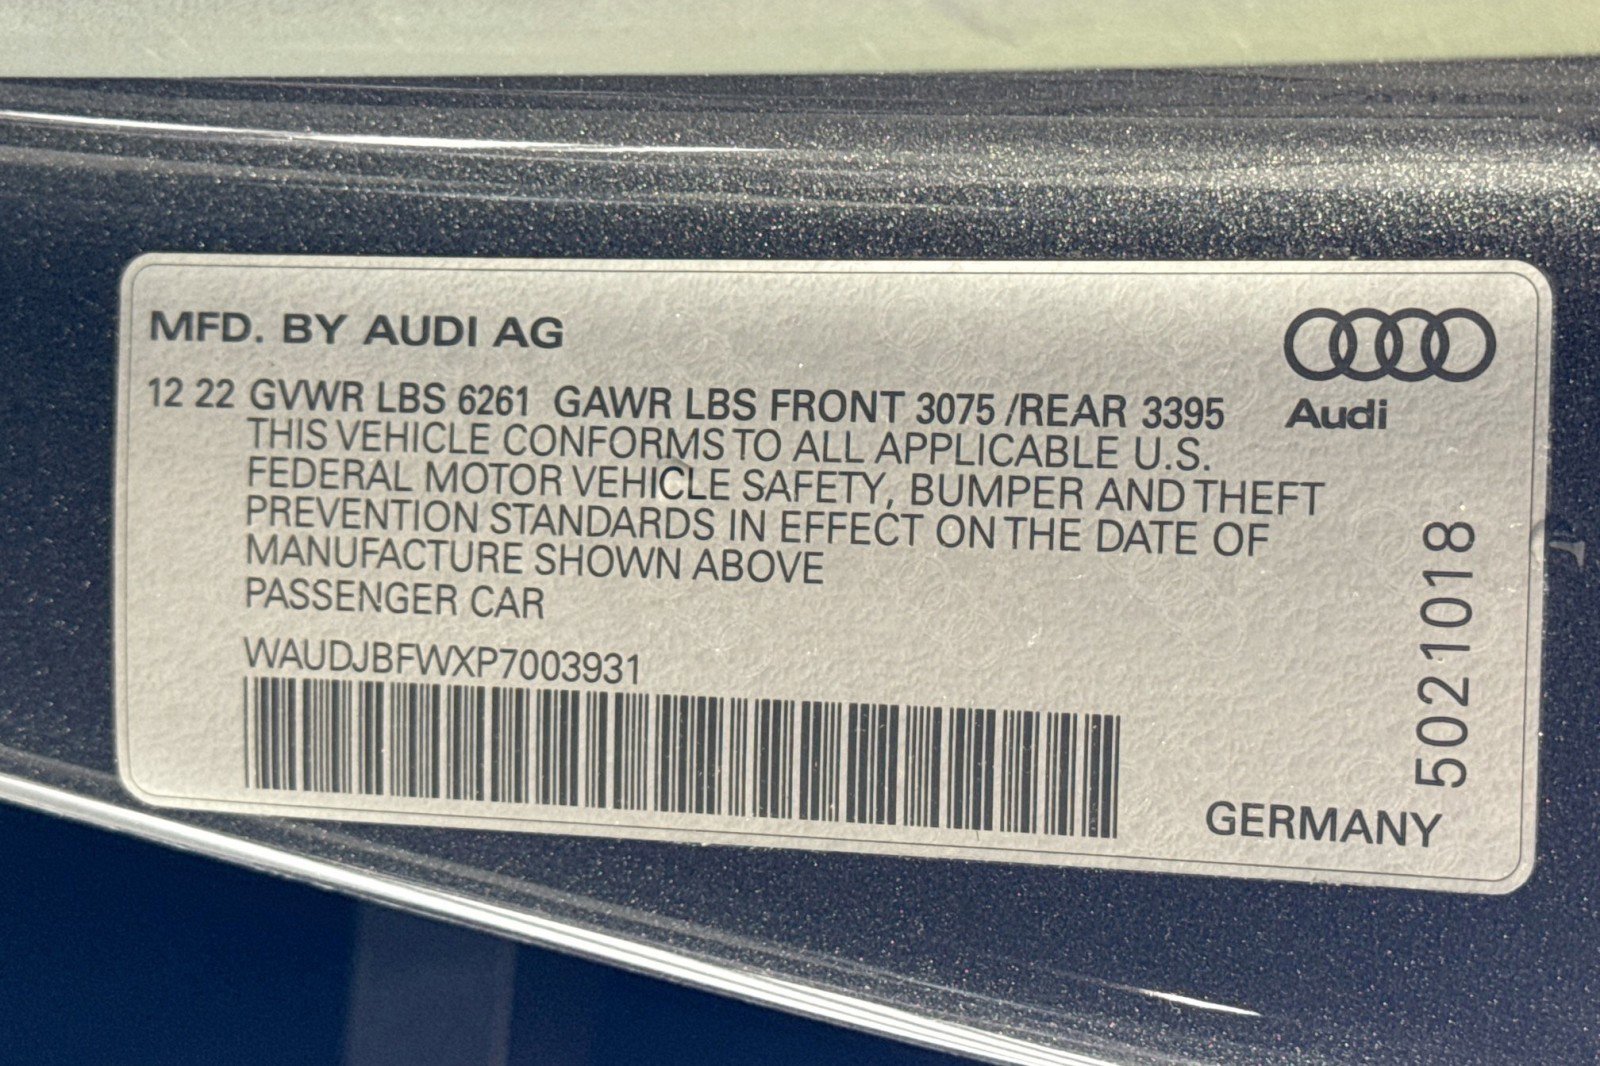 MFD. BY AUDI AG
12 22 GVWR LBS 6261 GAWR LBS FRONT 3075 /REAR 3395
THIS VEHICLE CONFORMS TO ALL APPLICABLE U.S.
FEDERAL MOTOR VEHICLE SAFETY, BUMPER AND THEFT
PREVENTION STANDARDS IN EFFECT ON THE DATE OF
MANUFACTURE SHOWN ABOVE
PASSENGER CAR
WAUDJBFWXP7003931
Audi
5021018
GERMANY